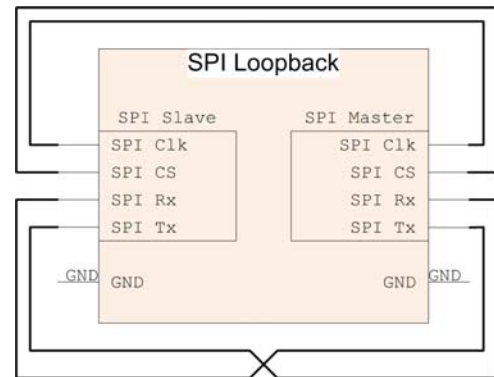 SPI Loopback
SPI Slave
SPI Clk
SPI CS
SPI Rx
SPI Tx
GND
GND
SPI Master
SPI Clk
SPI CS
SPI Rx
SPI Tx
GND
GND